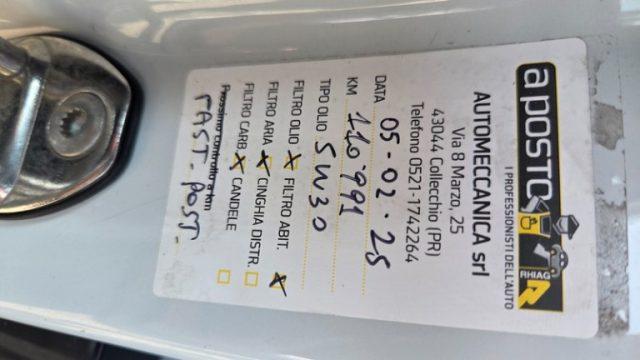 a posto
I PROFESSIONISTI DELL'AUTO
RHIAG
AUTOMECCANICA srl
Via 8 Marzo, 25
43044 Collecchio (PR)
Telefono 0521-1742264
DATA 05-02-25
KM 110991
TIPO OLIO 5W30
FILTRO OLIO X FILTRO ABIT. X
FILTRO ARIA X CINGHIA DISTR.
FILTRO CARB. X CANDELE
Prossimo controllo a km